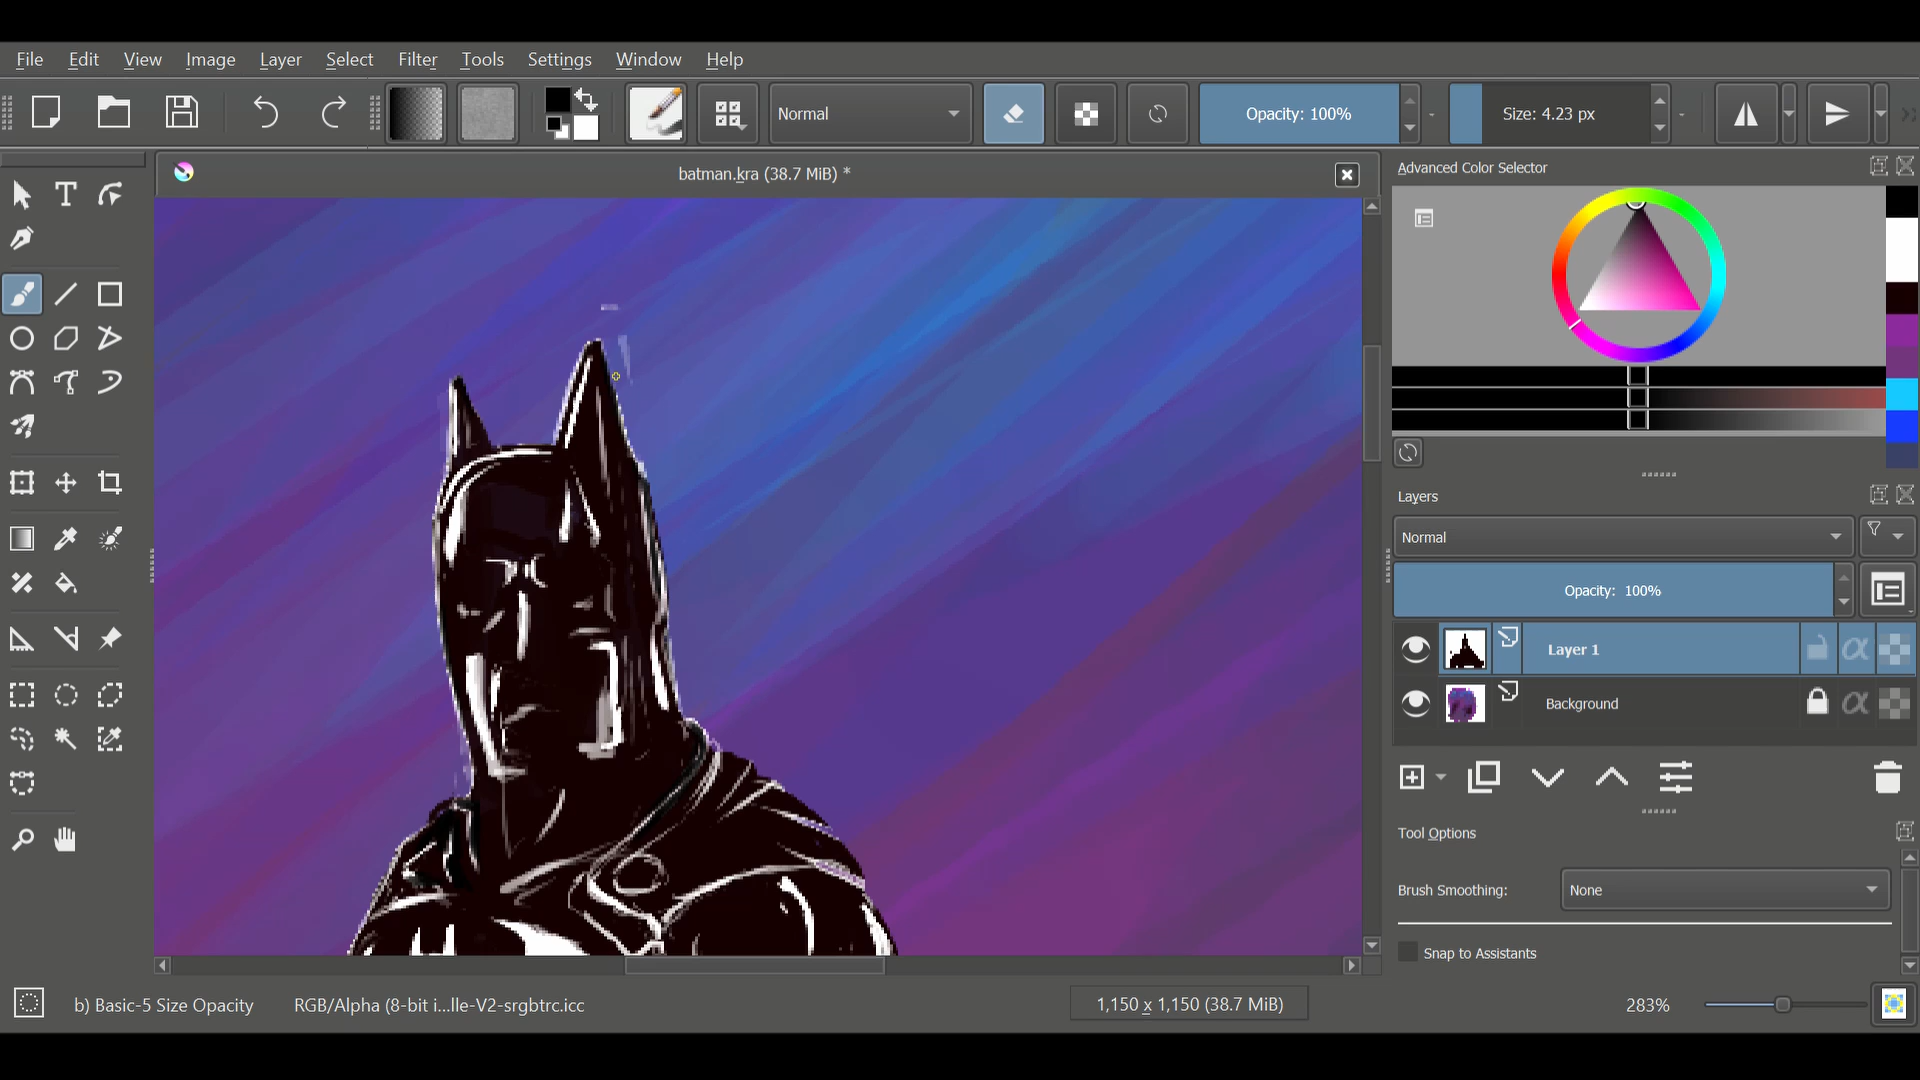 File Edit View Image Layer Select Filter Tools Settings Window Help
Normal Opacity: 100% Size: 4.23 px
batman.kra (38.7 MiB) *
Advanced Color Selector
Layers
Normal
Opacity: 100%
Layer 1
Background
Tool Options
Brush Smoothing: None
Snap to Assistants
b) Basic-5 Size Opacity RGB/Alpha (8-bit i...lle-V2-srgbtrc.icc 1,150 x 1,150 (38.7 MiB) 283%